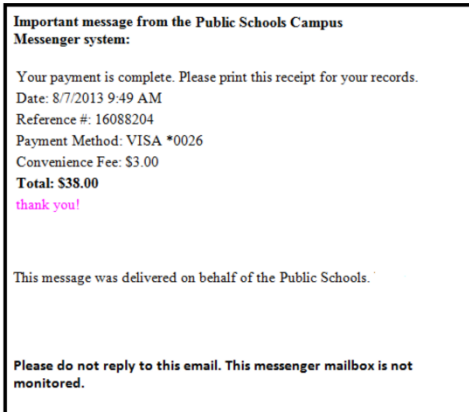 Important message from the Public Schools Campus
Messenger system:
Your payment is complete. Please print this receipt for your records.
Date: 8/7/2013 9:49 AM
Reference #: 16088204
Payment Method: VISA *0026
Convenience Fee: $3.00
Total: $38.00
thank you!
This message was delivered on behalf of the Public Schools.
Please do not reply to this email. This messenger mailbox is not
monitored.